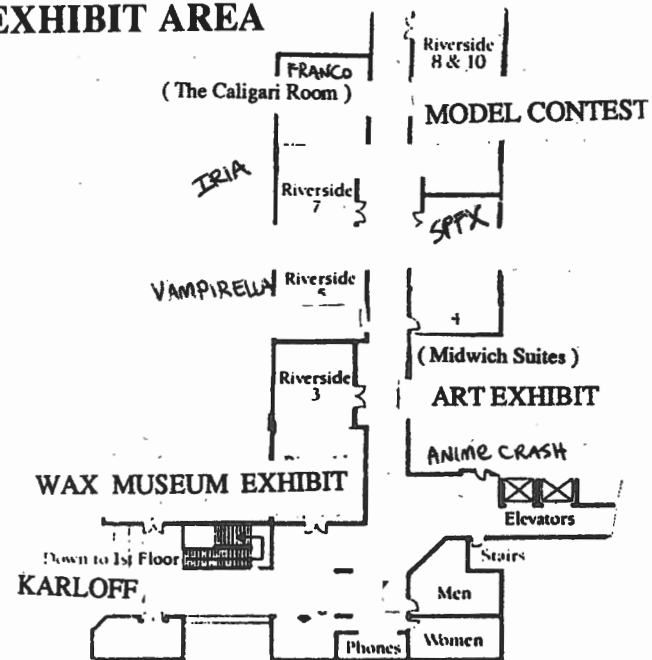 EXHIBIT AREA
Riverside
8 & 10
FRANCO
( The Caligari Room )
MODEL CONTEST
IRIA
Riverside
7
SPFX
VAMPIRELLA
Riverside
5
4
( Midwich Suites )
Riverside
3
ART EXHIBIT
ANIME CRASH
WAX MUSEUM EXHIBIT
Elevators
Down to 1st Floor
Stairs
KARLOFF
Men
Phones
Women